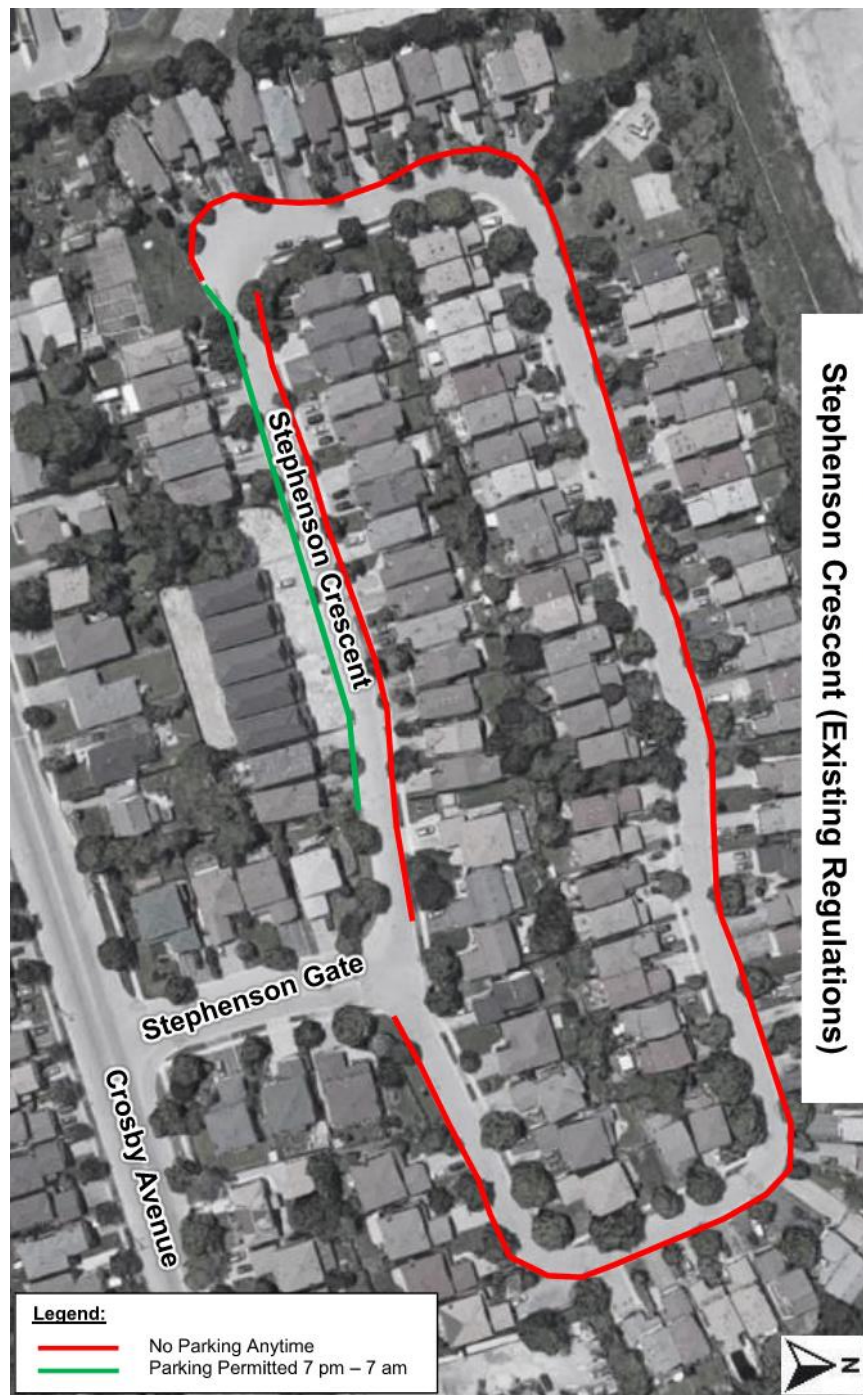 Stephenson Crescent (Existing Regulations)
Stephenson Crescent
Stephenson Gate
Crosby Avenue
Legend:
No Parking Anytime
Parking Permitted 7 pm – 7 am
N